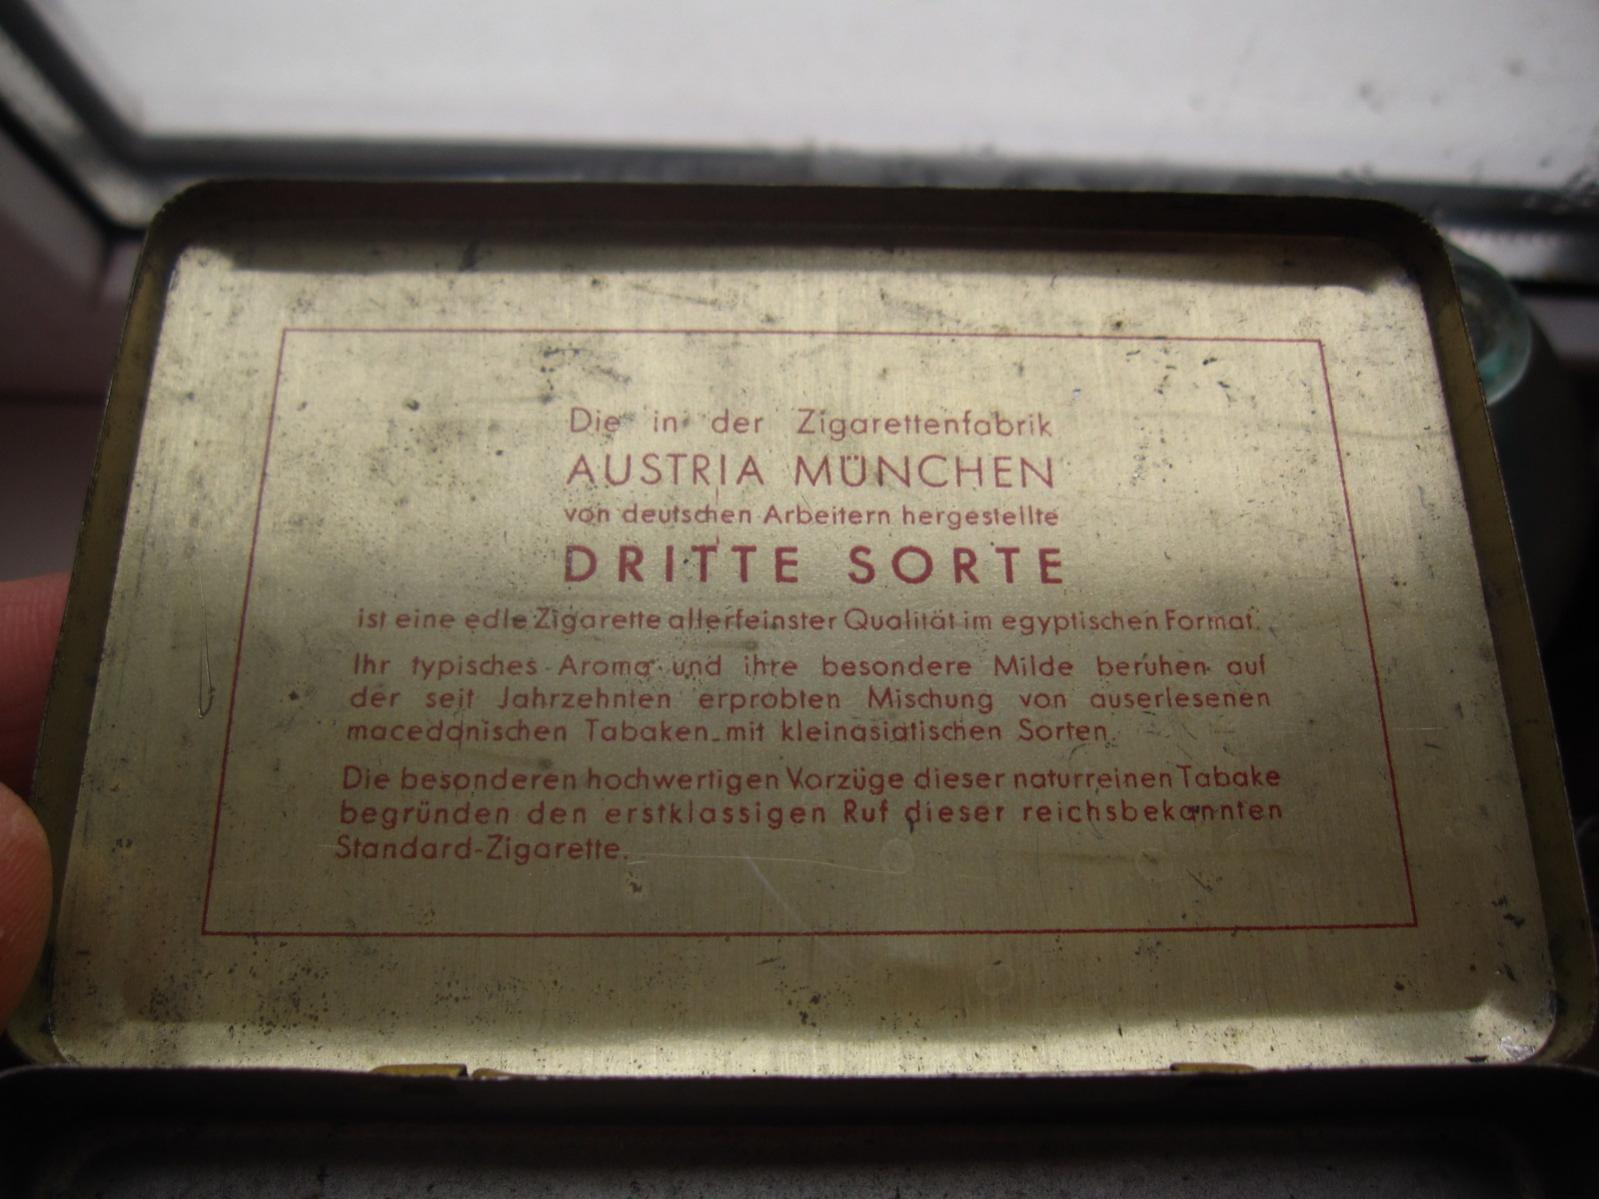 Die in der Zigarettenfabrik
AUSTRIA MÜNCHEN
von deutschen Arbeitern hergestellte
DRITTE SORTE
ist eine edle Zigarette allerfeinster Qualität im egyptischen Format.
Ihr typisches Aroma und ihre besondere Milde beruhen auf
der seit Jahrzehnten erprobten Mischung von auserlesenen
macedonischen Tabaken mit kleinasiatischen Sorten.
Die besonderen hochwertigen Vorzüge dieser naturreinen Tabake
begründen den erstklassigen Ruf dieser reichsbekannten
Standard-Zigarette.